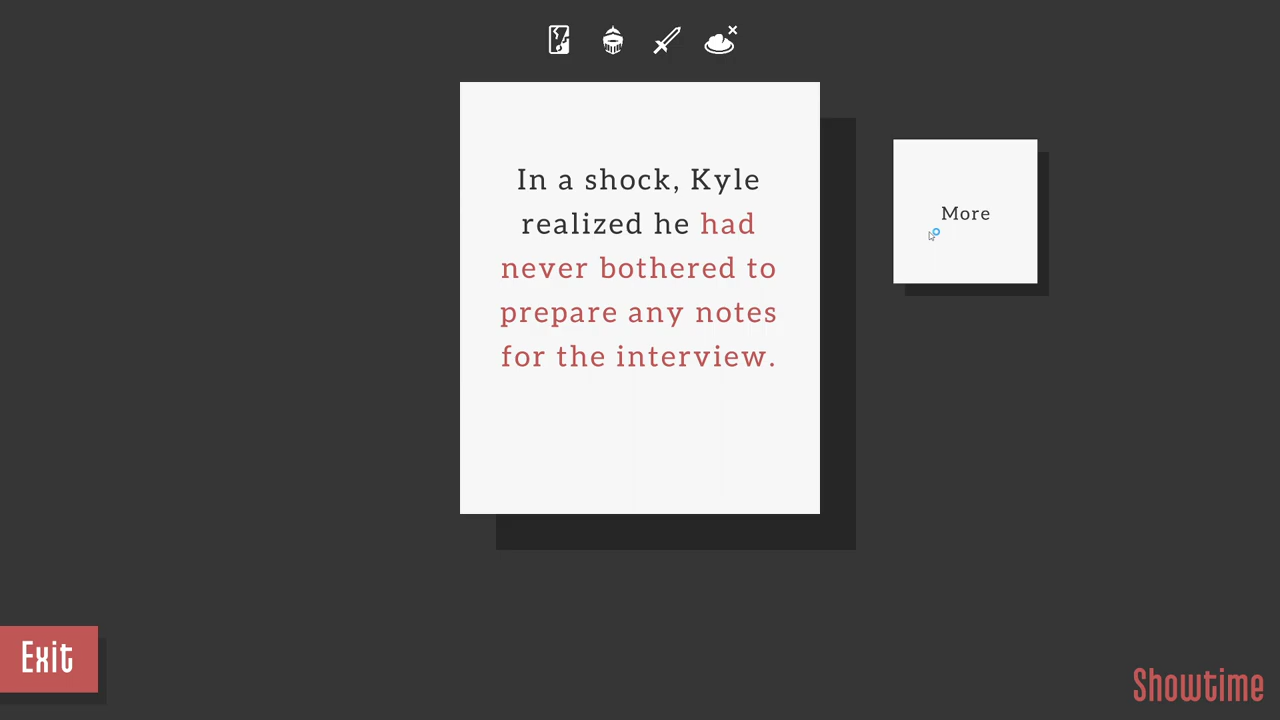 In a shock, Kyle
realized he had
never bothered to
prepare any notes
for the interview.
More
Exit
Showtime